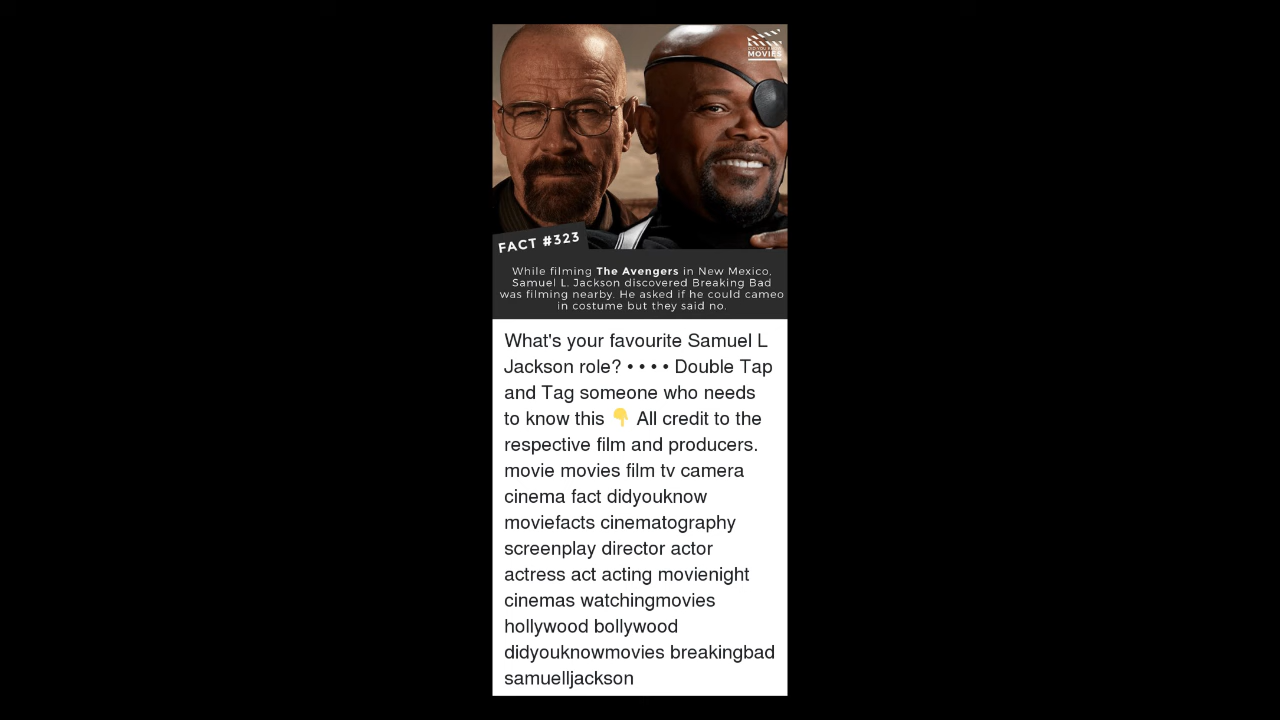 DID YOU KNOW
MOVIES
FACT #323
While filming The Avengers in New Mexico,
Samuel L. Jackson discovered Breaking Bad
was filming nearby. He asked if he could cameo
in costume but they said no.
What's your favourite Samuel L
Jackson role? • • • • Double Tap
and Tag someone who needs
to know this 👇 All credit to the
respective film and producers.
movie movies film tv camera
cinema fact didyouknow
moviefacts cinematography
screenplay director actor
actress act acting movienight
cinemas watchingmovies
hollywood bollywood
didyouknowmovies breakingbad
samuelljackson